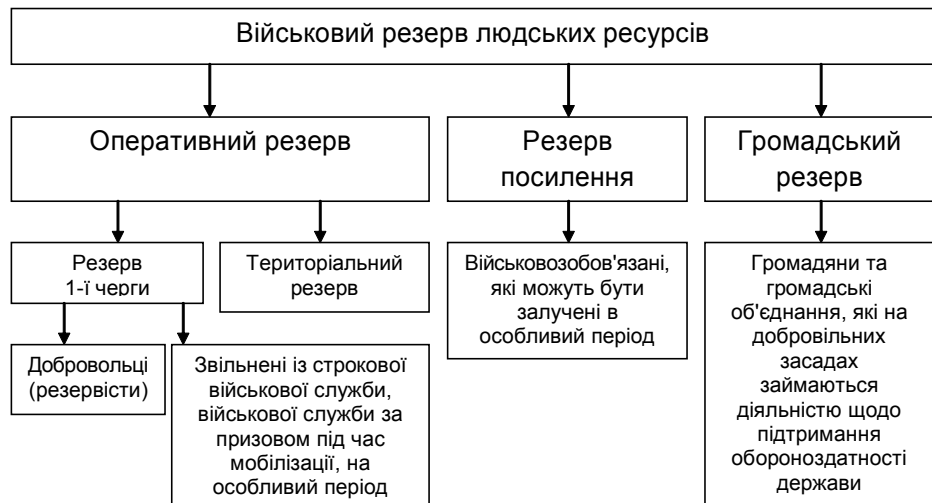 Військовий резерв людських ресурсів
Оперативний резерв
Резерв
посилення
Громадський
резерв
Резерв
1-ї черги
Територіальний
резерв
Військовозобов'язані,
які можуть бути
залучені в
особливий період
Громадяни та
громадські
об'єднання, які на
добровільних
засадах
займаються
діяльністю щодо
підтримання
обороноздатності
держави
Добровольці
(резервісти)
Звільнені із строкової
військової служби,
військової служби за
призовом під час
мобілізації, на
особливий період